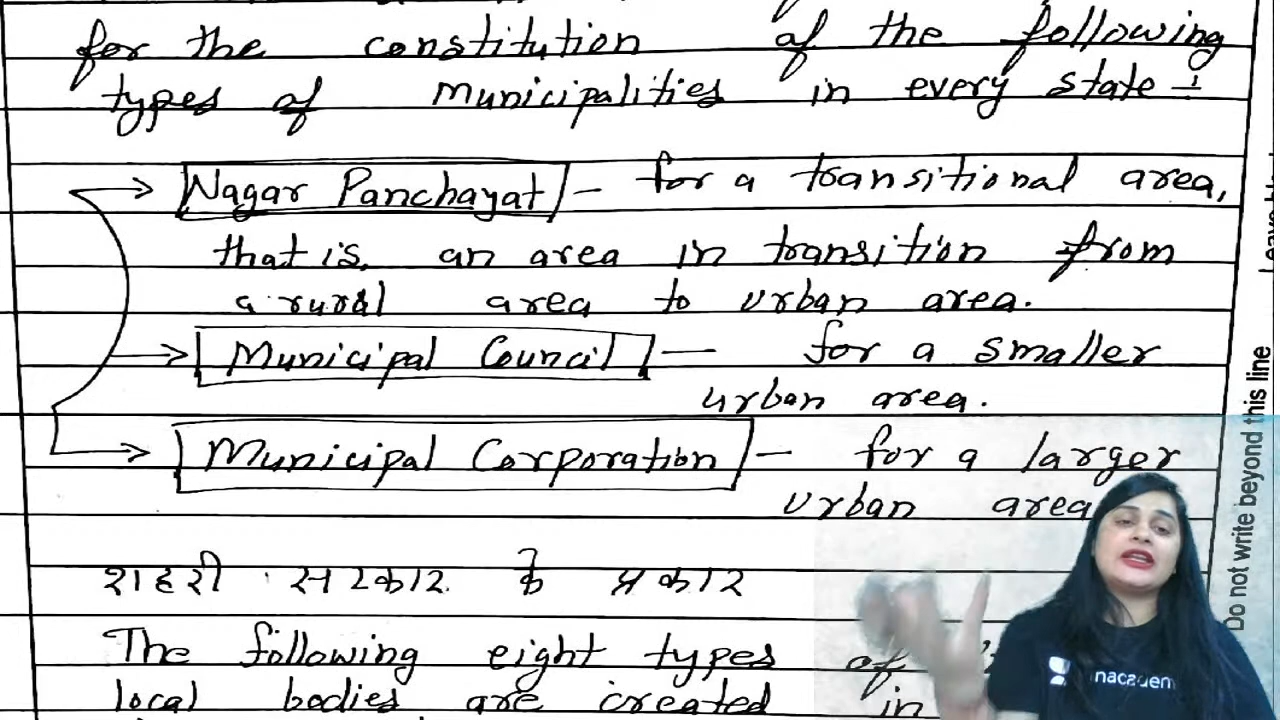 for the constitution of the following
types of municipalities in every state :-
→ Nagar Panchayat - for a transitional area,
that is, an area in transition from
a rural area to urban area.
→ Municipal Council - for a smaller
urban area.
→ Municipal Corporation - for a larger
urban area
शहरी सरकार के प्रकार
The following eight types of
local bodies are created in
Do not write beyond this line
nacadem